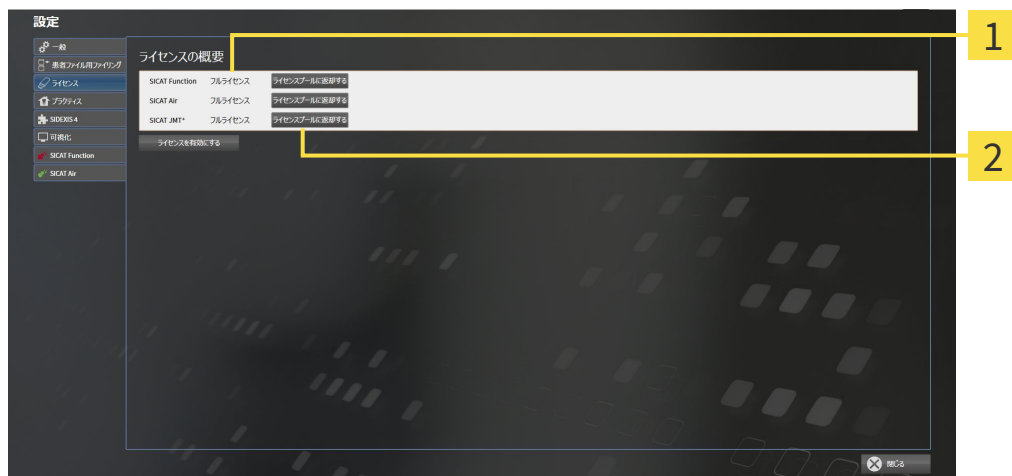 設定
一般
患者ファイル用ファイリング
ライセンス
プラクティス
SIDEXIS 4
可視化
SICAT Function
SICAT Air
ライセンスの概要
SICAT Function フルライセンス ライセンスプールに返却する
SICAT Air フルライセンス ライセンスプールに返却する
SICAT JMT+ フルライセンス ライセンスプールに返却する
ライセンスを有効にする
閉じる
1
2